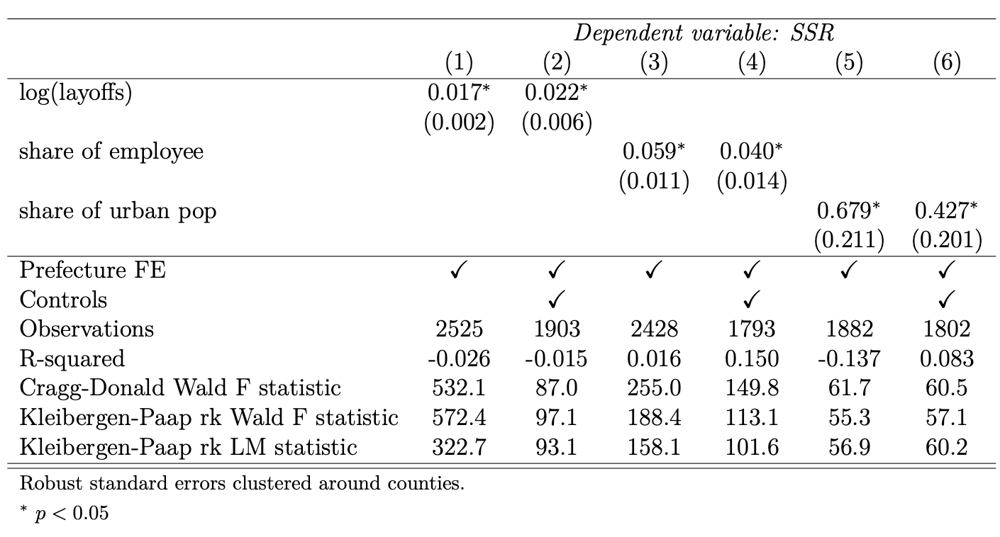 Dependent variable: SSR
(1) (2) (3) (4) (5) (6)
log(layoffs) 0.017* 0.022*
(0.002) (0.006)
share of employee 0.059* 0.040*
(0.011) (0.014)
share of urban pop 0.679* 0.427*
(0.211) (0.201)
Prefecture FE ✓ ✓ ✓ ✓ ✓ ✓
Controls ✓ ✓ ✓
Observations 2525 1903 2428 1793 1882 1802
R-squared -0.026 -0.015 0.016 0.150 -0.137 0.083
Cragg-Donald Wald F statistic 532.1 87.0 255.0 149.8 61.7 60.5
Kleibergen-Paap rk Wald F statistic 572.4 97.1 188.4 113.1 55.3 57.1
Kleibergen-Paap rk LM statistic 322.7 93.1 158.1 101.6 56.9 60.2
Robust standard errors clustered around counties.
* p < 0.05